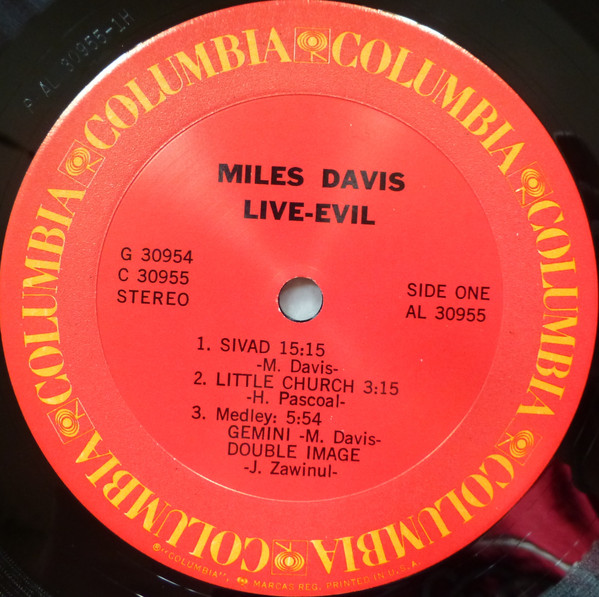 P AL 30955-1H
COLUMBIA COLUMBIA COLUMBIA COLUMBIA COLUMBIA COLUMBIA COLUMBIA COLUMBIA
MILES DAVIS
LIVE-EVIL
G 30954
C 30955
STEREO
SIDE ONE
AL 30955
1. SIVAD 15:15
-M. Davis-
2. LITTLE CHURCH 3:15
-H. Pascoal-
3. Medley: 5:54
GEMINI -M. Davis-
DOUBLE IMAGE
-J. Zawinul-
®"COLUMBIA", MARCAS REG. PRINTED IN U.S.A.